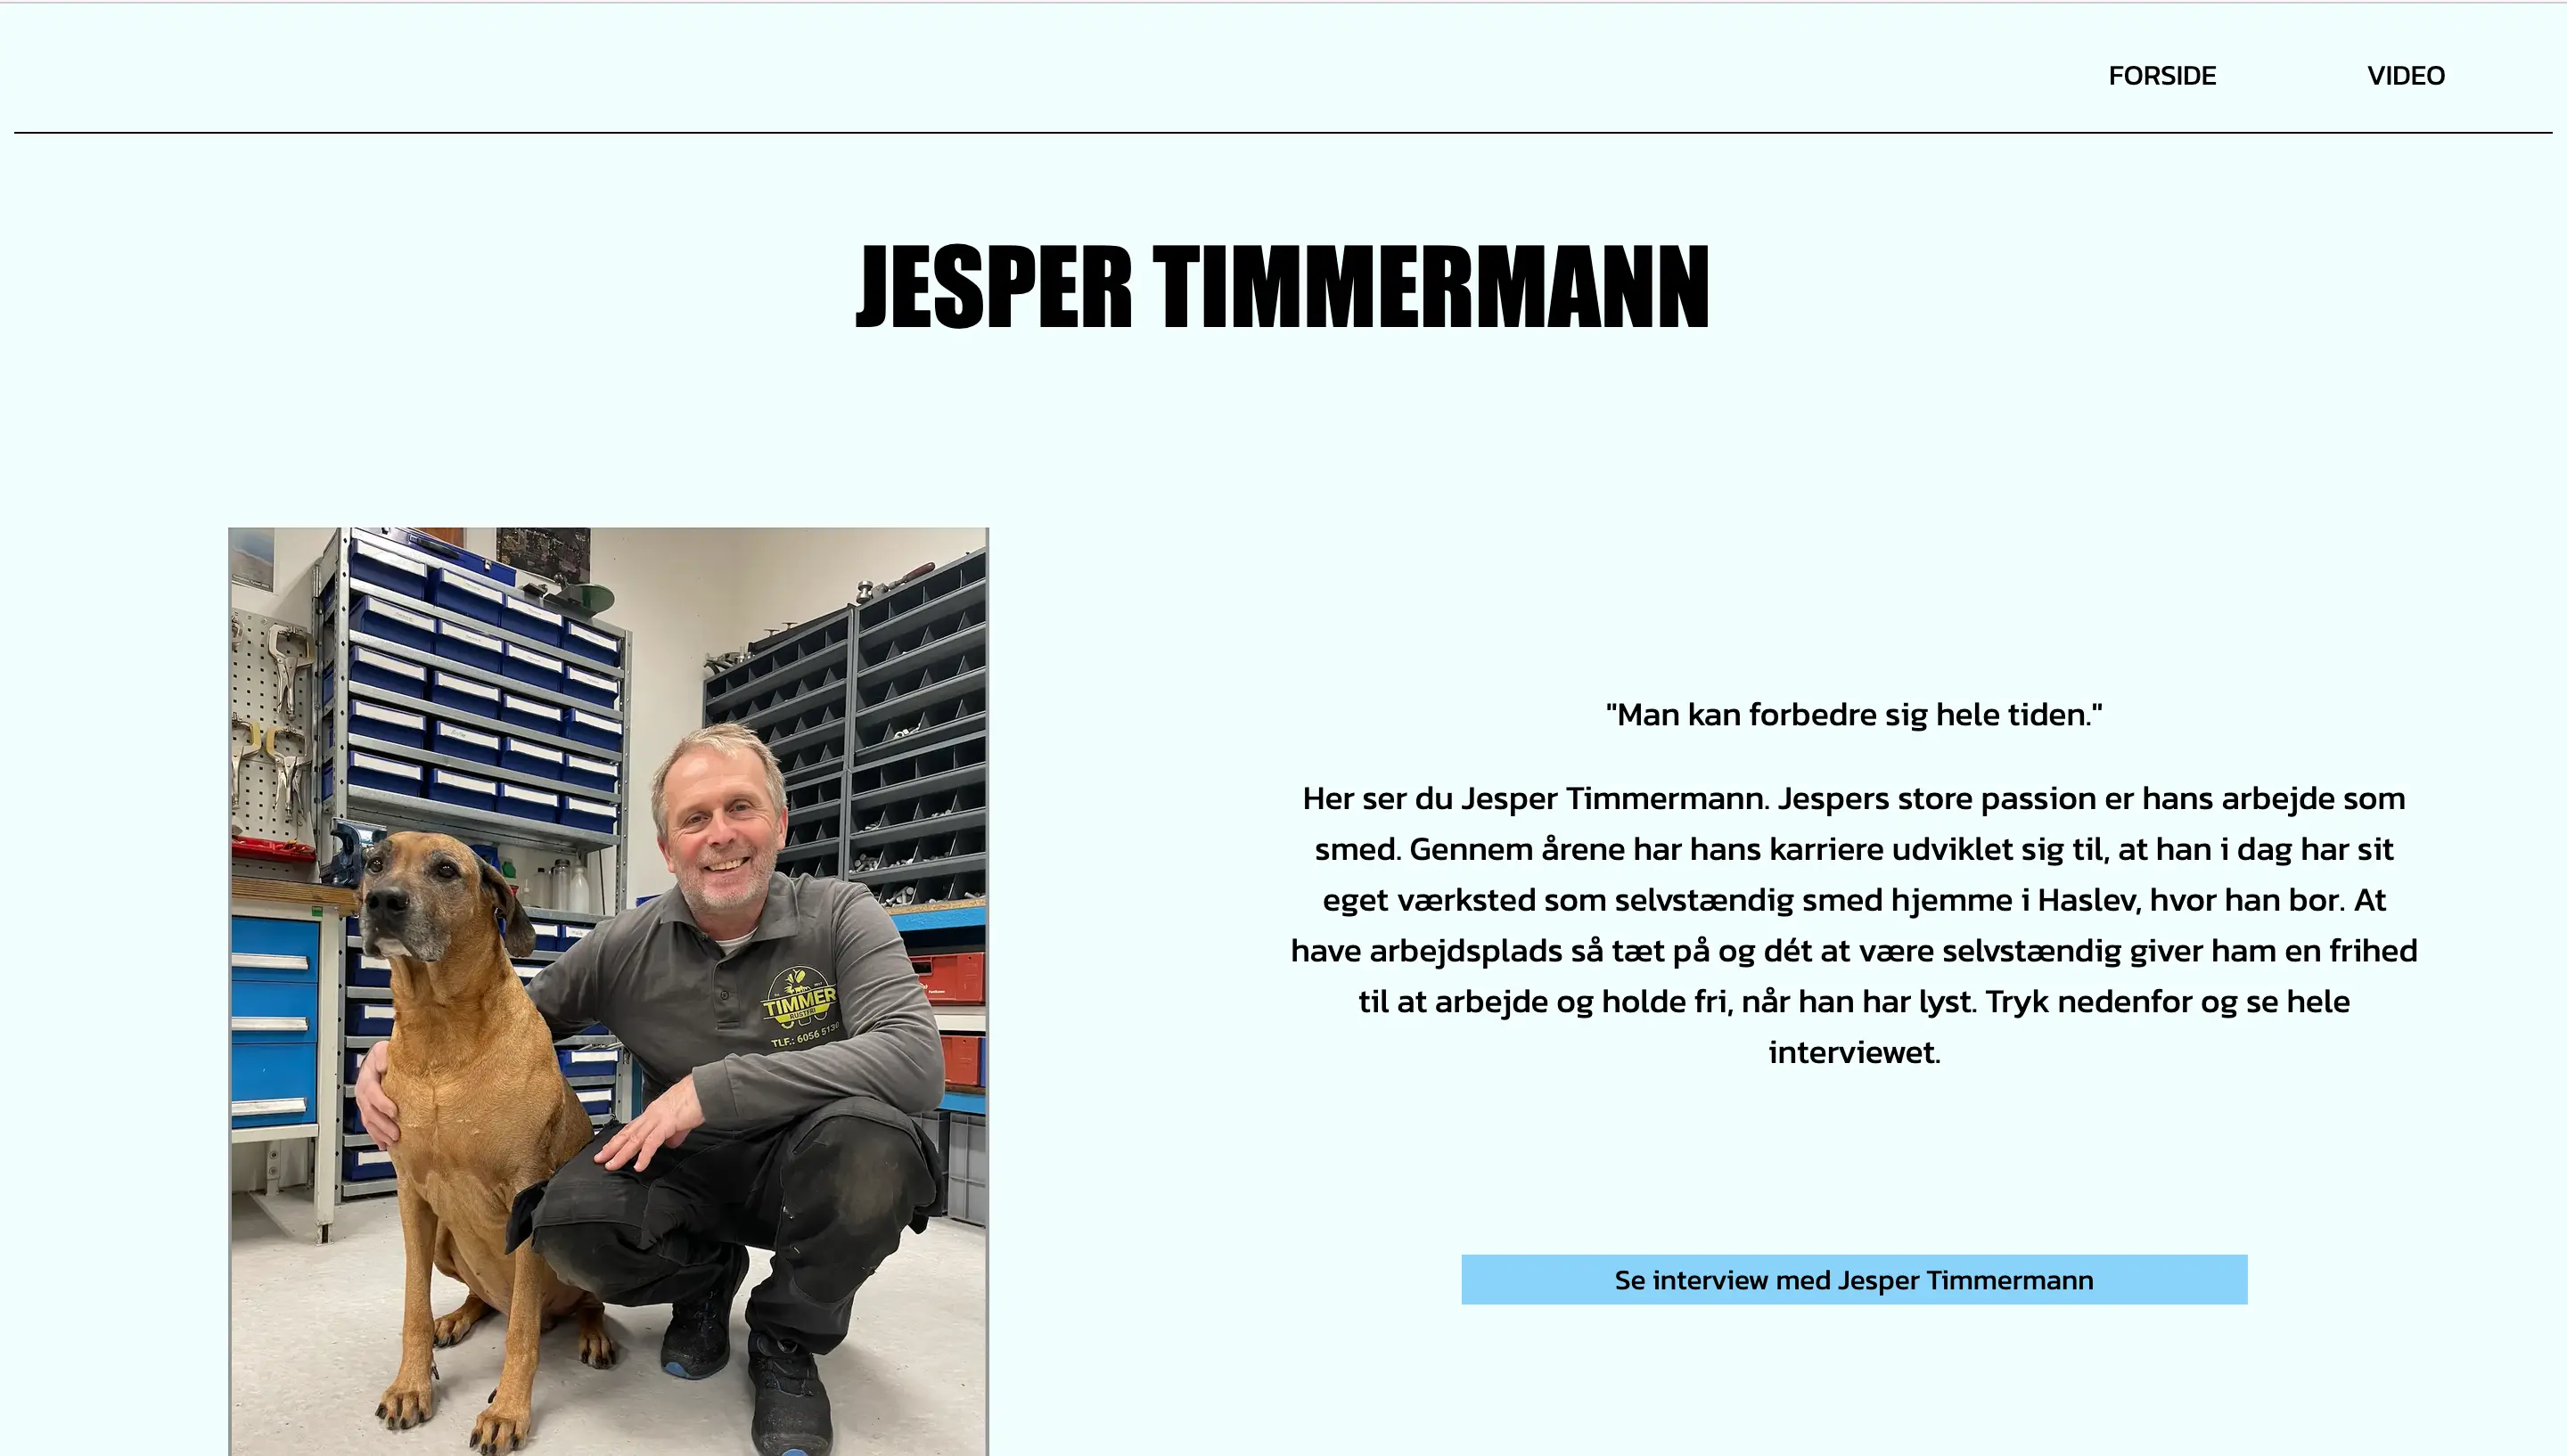 FORSIDE
VIDEO
JESPER TIMMERMANN
"Man kan forbedre sig hele tiden."
Her ser du Jesper Timmermann. Jespers store passion er hans arbejde som
smed. Gennem årene har hans karriere udviklet sig til, at han i dag har sit
eget værksted som selvstændig smed hjemme i Haslev, hvor han bor. At
have arbejdsplads så tæt på og dét at være selvstændig giver ham en frihed
til at arbejde og holde fri, når han har lyst. Tryk nedenfor og se hele
interviewet.
Se interview med Jesper Timmermann
TIMMER
RUSTFRI
TLF.: 6056 5130